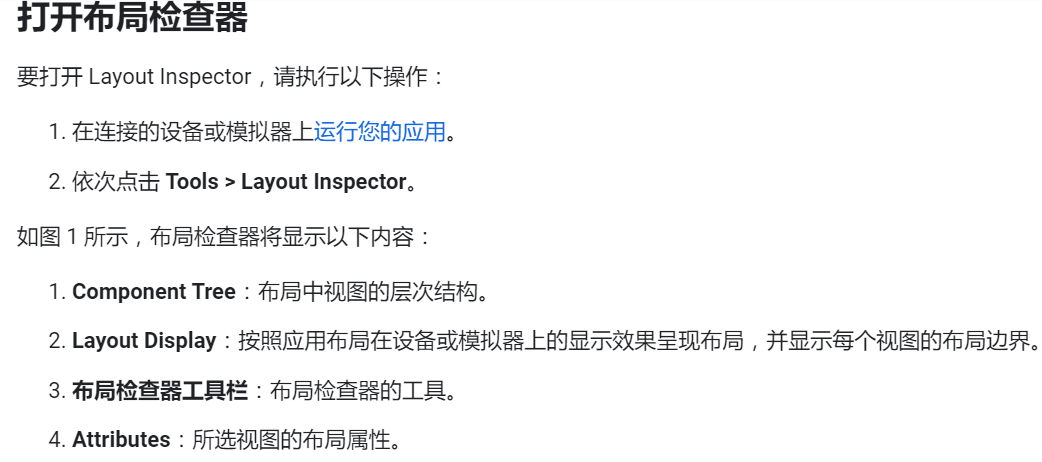 打开布局检查器
要打开 Layout Inspector，请执行以下操作：
1. 在连接的设备或模拟器上运行您的应用。
2. 依次点击 Tools > Layout Inspector。
如图 1 所示，布局检查器将显示以下内容：
1. Component Tree：布局中视图的层次结构。
2. Layout Display：按照应用布局在设备或模拟器上的显示效果呈现布局，并显示每个视图的布局边界。
3. 布局检查器工具栏：布局检查器的工具。
4. Attributes：所选视图的布局属性。